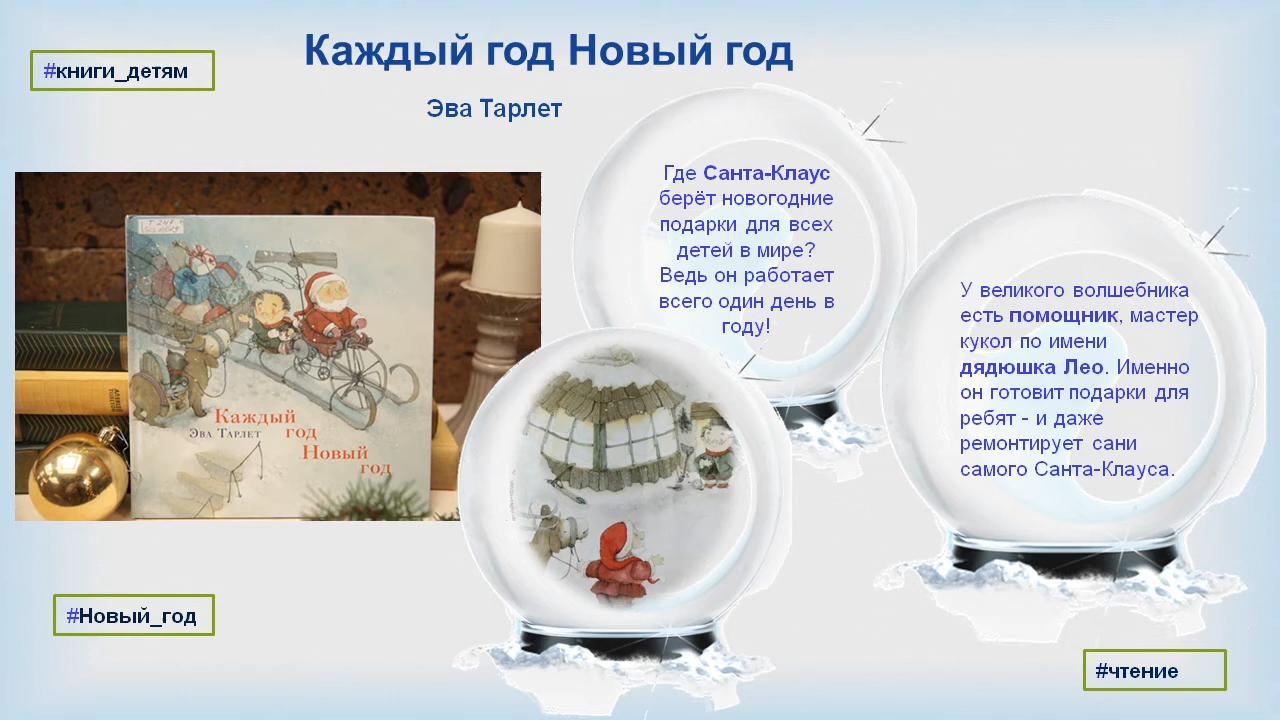 Каждый год Новый год
#книги_детям
Эва Тарлет
Где Санта-Клаус
берёт новогодние
подарки для всех
детей в мире?
Ведь он работает
всего один день в
году!
У великого волшебника
есть помощник, мастер
кукол по имени
дядюшка Лео. Именно
он готовит подарки для
ребят - и даже
ремонтирует сани
самого Санта-Клауса.
Каждый
Эва Тарлет год
Новый
год
#Новый_год
#чтение